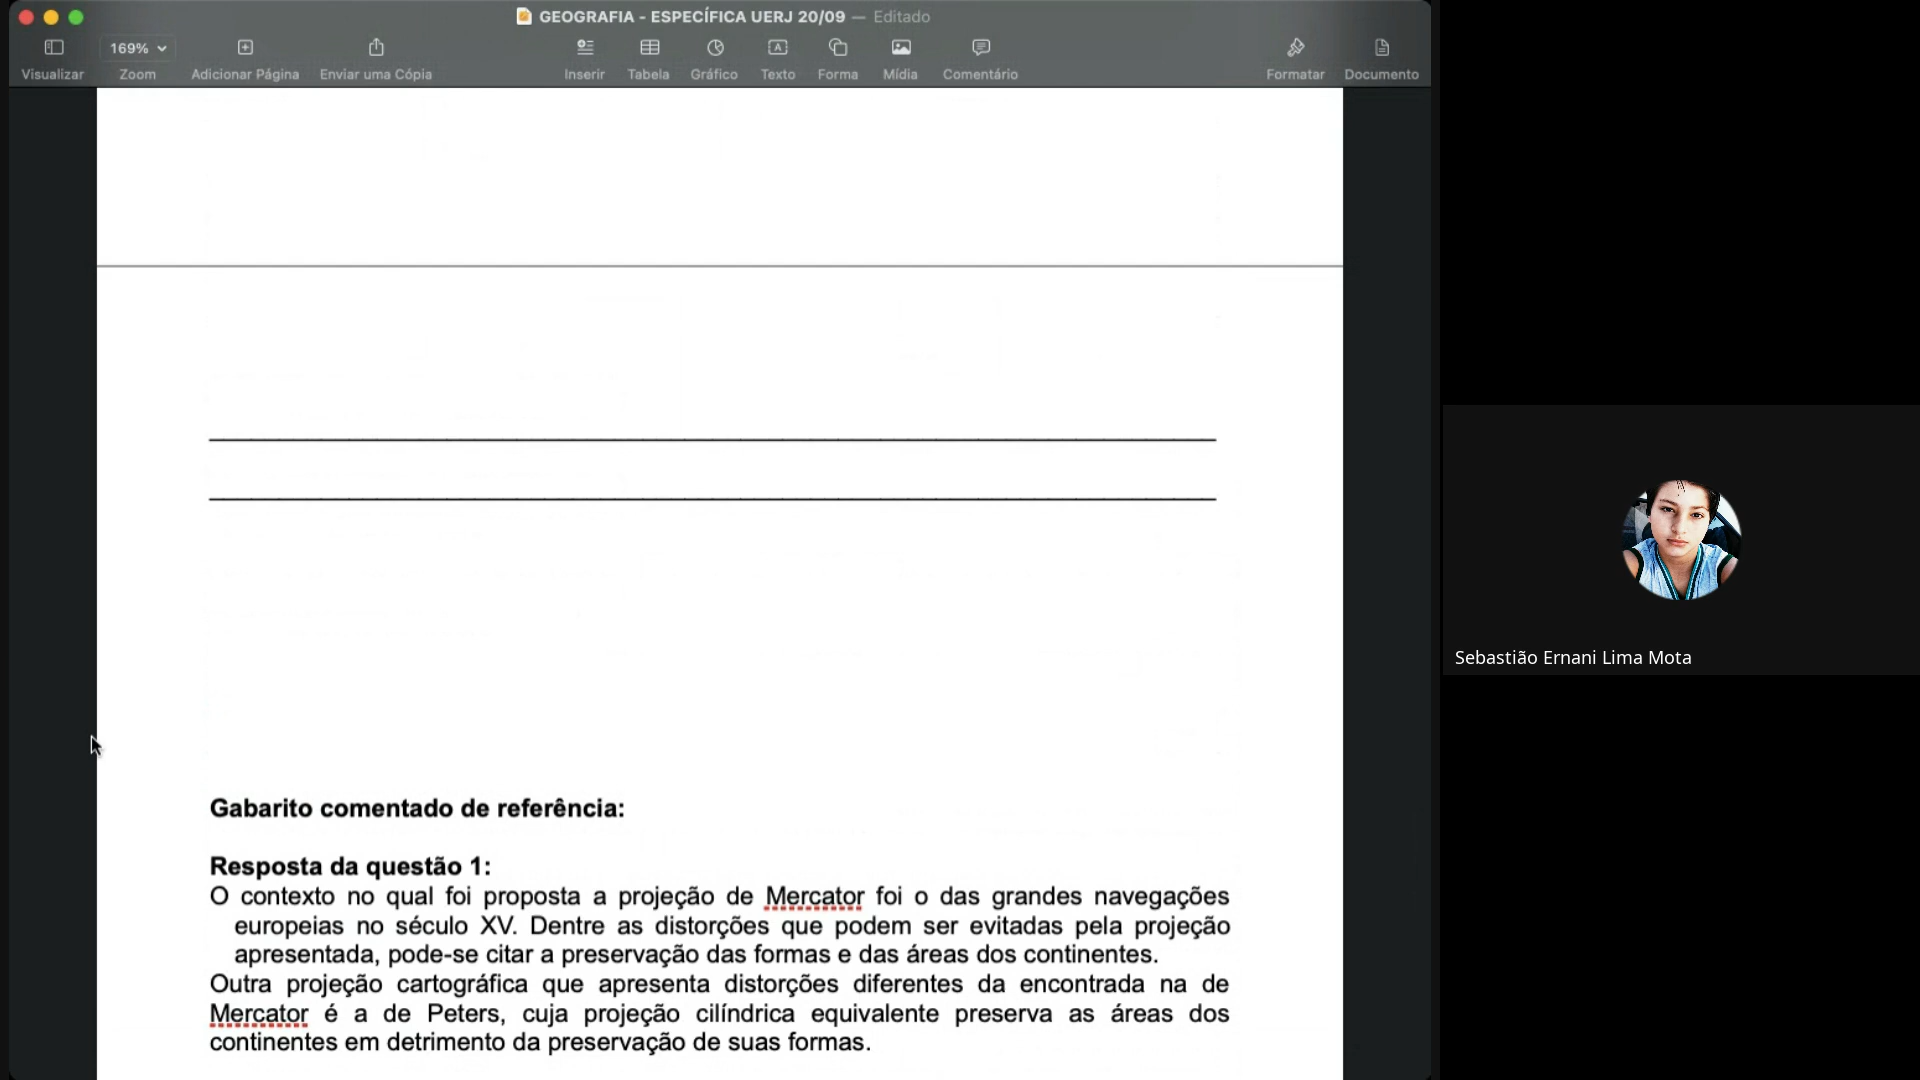 GEOGRAFIA - ESPECÍFICA UERJ 20/09 — Editado
169%
Visualizar Zoom Adicionar Página Enviar uma Cópia Inserir Tabela Gráfico Texto Forma Mídia Comentário Formatar Documento
Gabarito comentado de referência:
Resposta da questão 1:
O contexto no qual foi proposta a projeção de Mercator foi o das grandes navegações
europeias no século XV. Dentre as distorções que podem ser evitadas pela projeção
apresentada, pode-se citar a preservação das formas e das áreas dos continentes.
Outra projeção cartográfica que apresenta distorções diferentes da encontrada na de
Mercator é a de Peters, cuja projeção cilíndrica equivalente preserva as áreas dos
continentes em detrimento da preservação de suas formas.
Sebastião Ernani Lima Mota